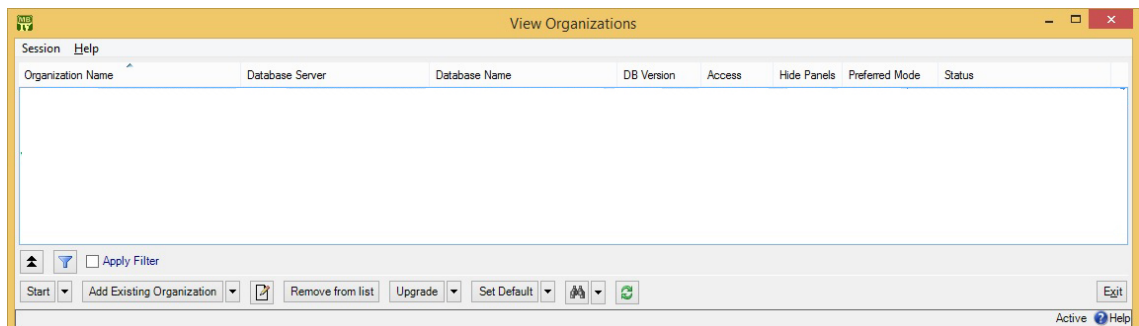 MB
View Organizations
Session Help
Organization Name Database Server Database Name DB Version Access Hide Panels Preferred Mode Status
Apply Filter
Start Add Existing Organization Remove from list Upgrade Set Default Exit
Active Help